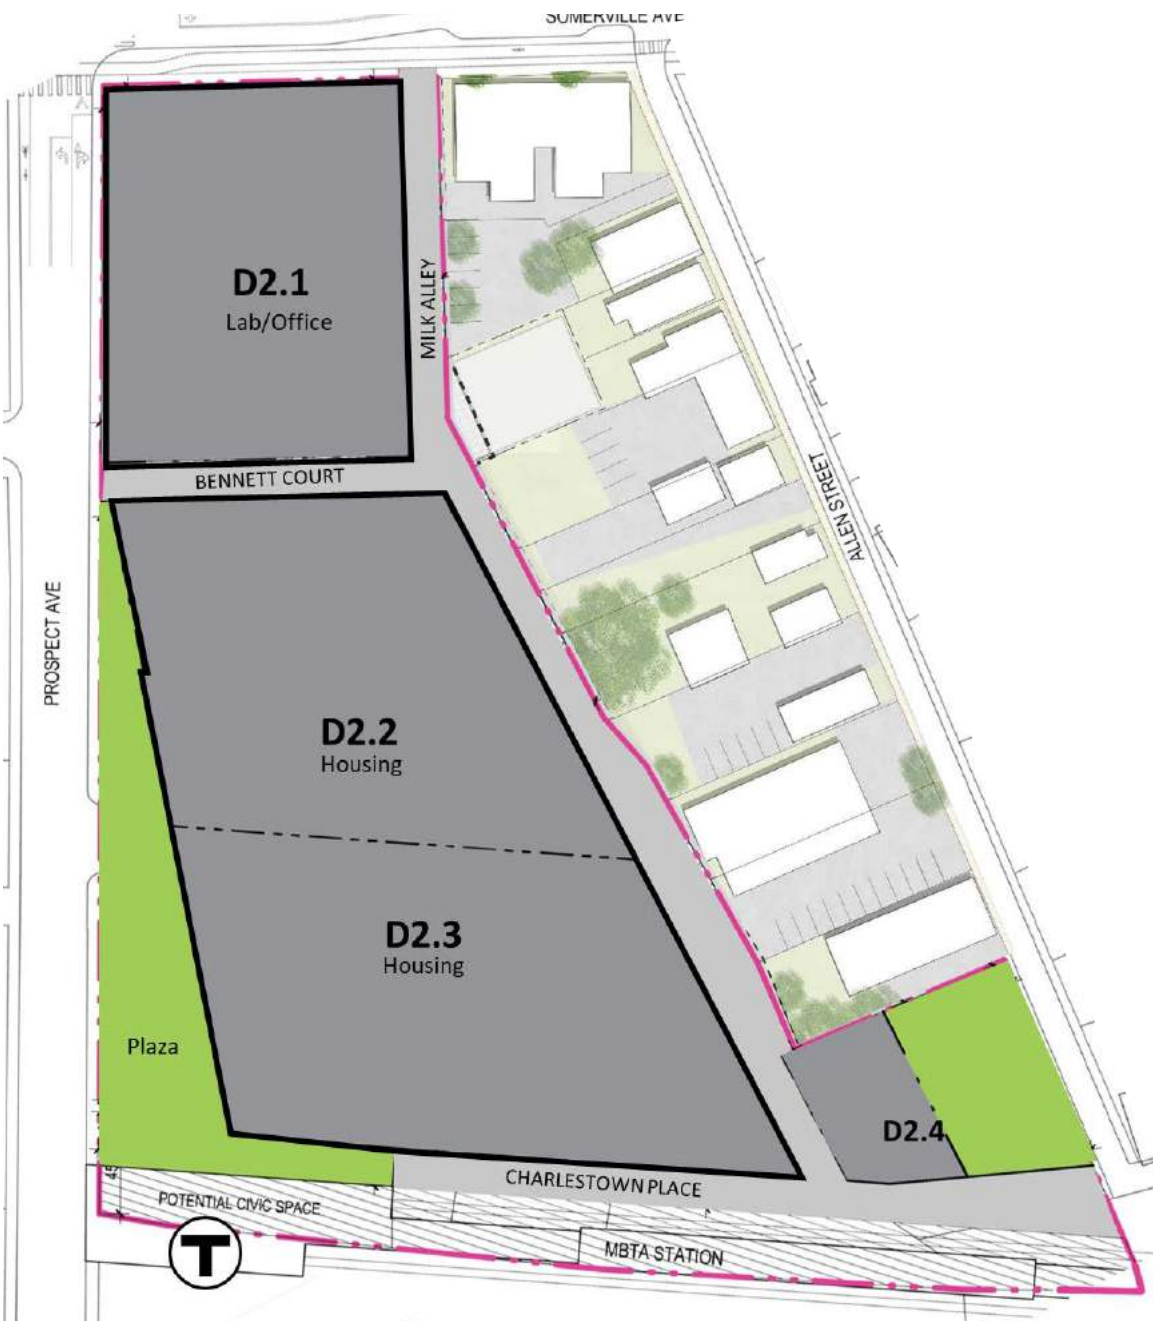 SOMERVILLE AVE
D2.1
Lab/Office
MILK ALLEY
BENNETT COURT
ALLEN STREET
PROSPECT AVE
D2.2
Housing
D2.3
Housing
Plaza
D2.4
CHARLESTOWN PLACE
45
POTENTIAL CIVIC SPACE
T
MBTA STATION